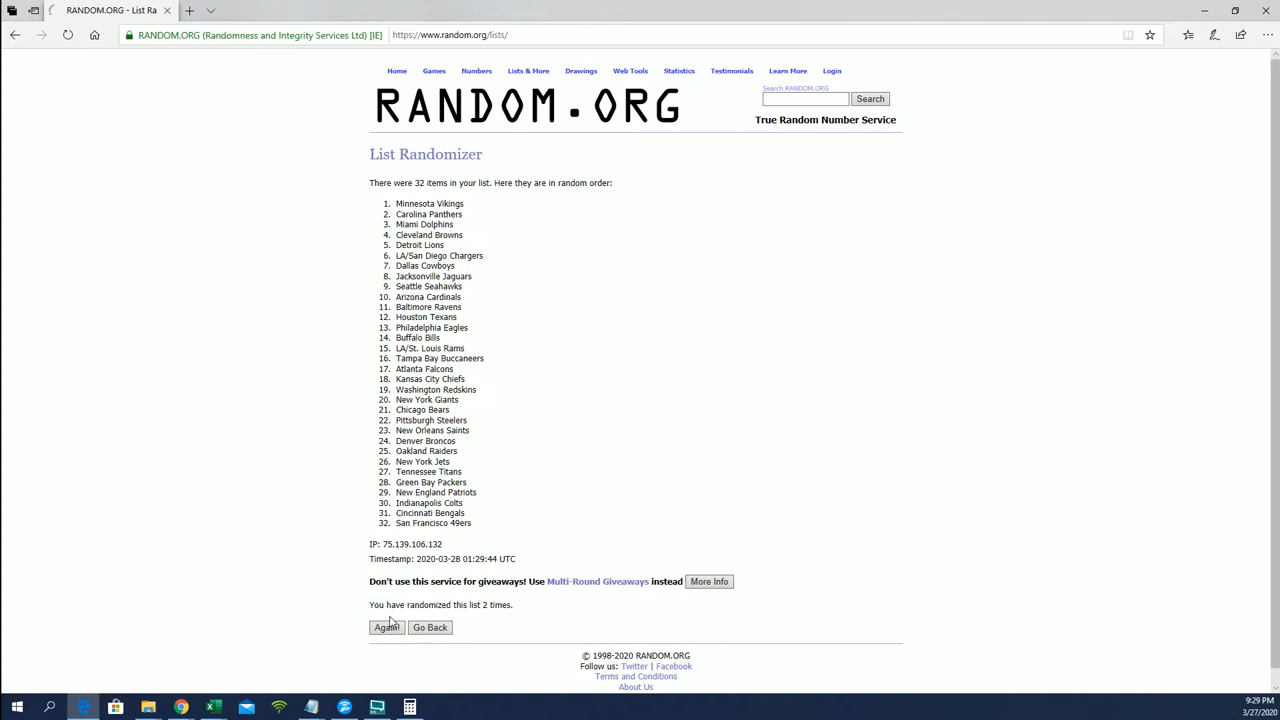 RANDOM.ORG - List Ra
RANDOM.ORG (Randomness and Integrity Services Ltd) [IE]
https://www.random.org/lists/
Home Games Numbers Lists & More Drawings Web Tools Statistics Testimonials Learn More Login
RANDOM.ORG
Search RANDOM.ORG
Search
True Random Number Service
List Randomizer
There were 32 items in your list. Here they are in random order:
1. Minnesota Vikings
2. Carolina Panthers
3. Miami Dolphins
4. Cleveland Browns
5. Detroit Lions
6. LA/San Diego Chargers
7. Dallas Cowboys
8. Jacksonville Jaguars
9. Seattle Seahawks
10. Arizona Cardinals
11. Baltimore Ravens
12. Houston Texans
13. Philadelphia Eagles
14. Buffalo Bills
15. LA/St. Louis Rams
16. Tampa Bay Buccaneers
17. Atlanta Falcons
18. Kansas City Chiefs
19. Washington Redskins
20. New York Giants
21. Chicago Bears
22. Pittsburgh Steelers
23. New Orleans Saints
24. Denver Broncos
25. Oakland Raiders
26. New York Jets
27. Tennessee Titans
28. Green Bay Packers
29. New England Patriots
30. Indianapolis Colts
31. Cincinnati Bengals
32. San Francisco 49ers
IP: 75.139.106.132
Timestamp: 2020-03-28 01:29:44 UTC
Don't use this service for giveaways! Use Multi-Round Giveaways instead More Info
You have randomized this list 2 times.
Again! Go Back
© 1998-2020 RANDOM.ORG
Follow us: Twitter | Facebook
Terms and Conditions
About Us
9:29 PM
3/27/2020